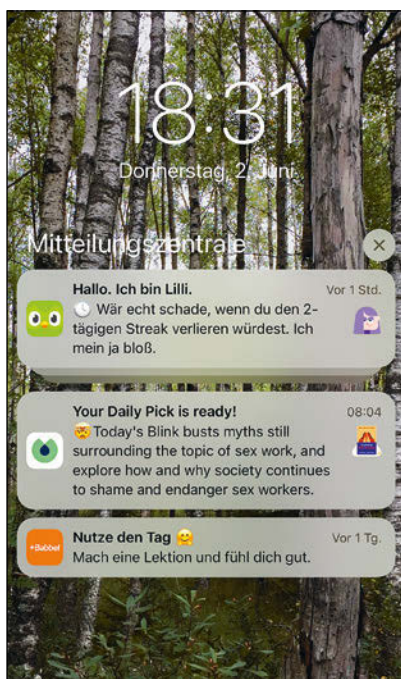 18:31
Donnerstag, 2. Juni
Mitteilungszentrale
Hallo. Ich bin Lilli.
Vor 1 Std.
🕓 Wär echt schade, wenn du den 2-
tägigen Streak verlieren würdest. Ich
mein ja bloß.
Your Daily Pick is ready!
08:04
🤯Today's Blink busts myths still
surrounding the topic of sex work, and
explore how and why society continues
to shame and endanger sex workers.
+Babbel
Nutze den Tag 🤗
Vor 1 Tg.
Mach eine Lektion und fühl dich gut.